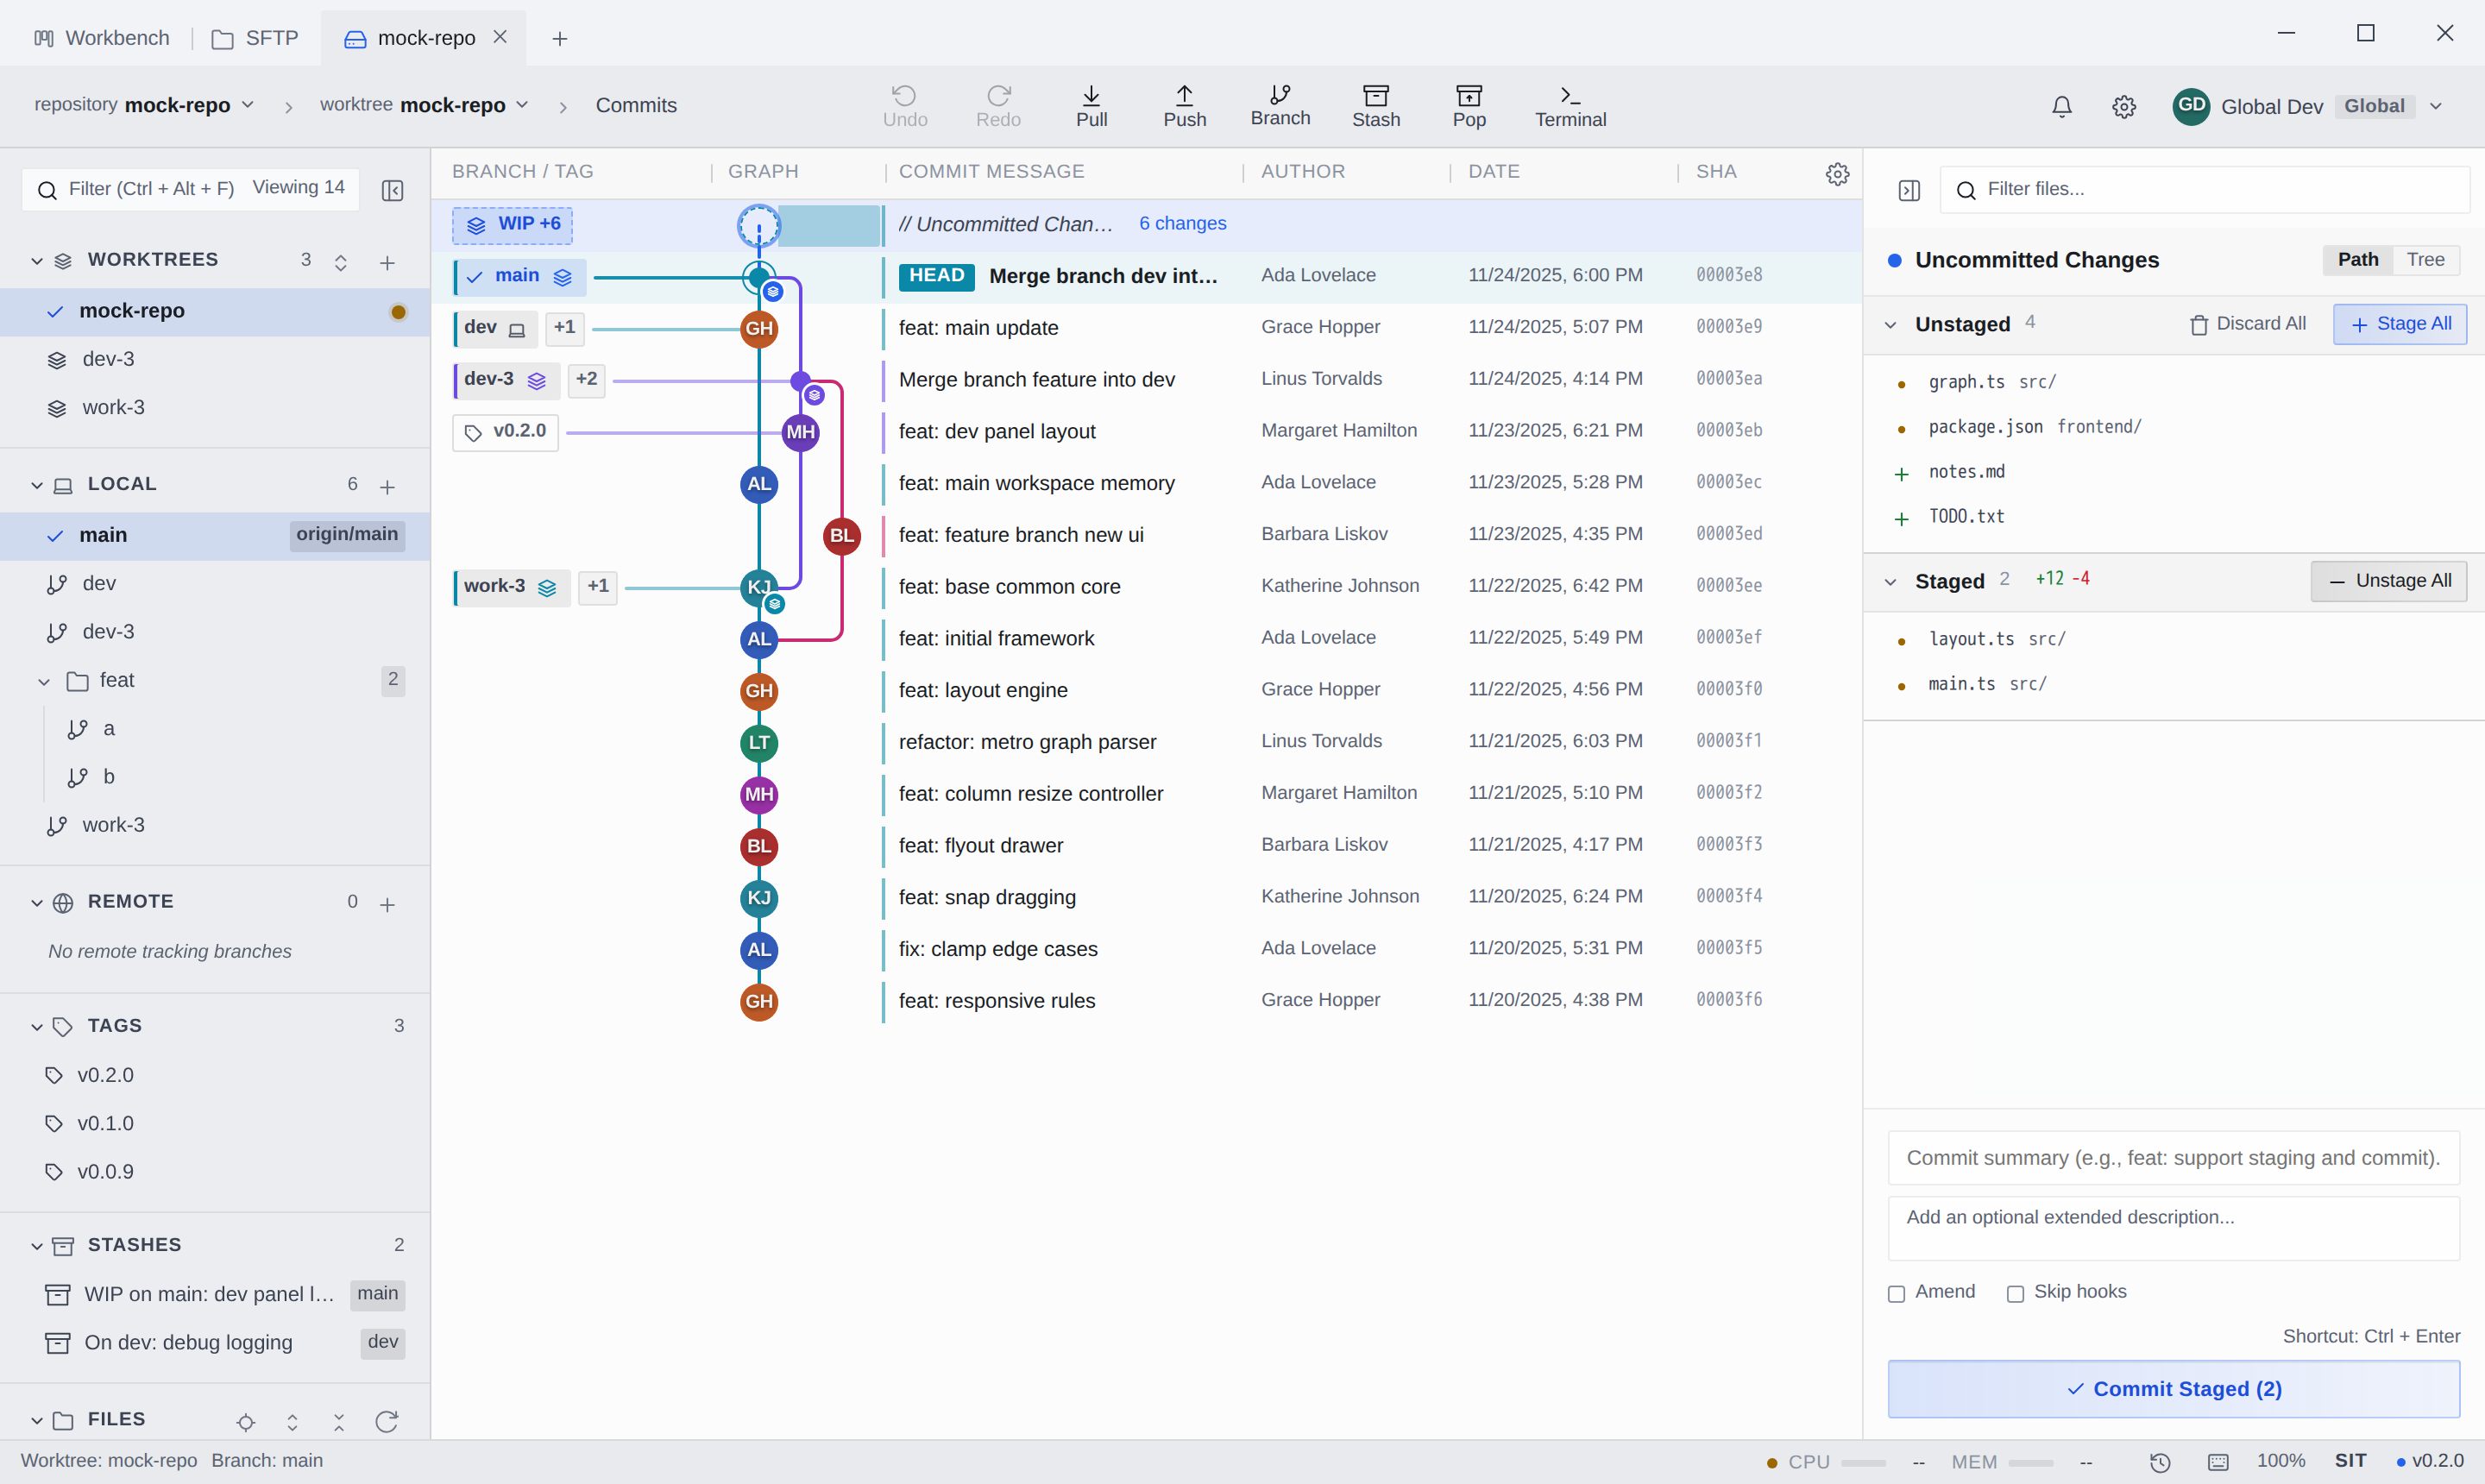 Workbench SFTP mock-repo
repository mock-repo worktree mock-repo Commits
Undo Redo Pull Push Branch Stash Pop Terminal
GD Global Dev Global
Filter (Ctrl + Alt + F) Viewing 14
WORKTREES 3
mock-repo
dev-3
work-3
LOCAL 6
main origin/main
dev
dev-3
feat 2
a
b
work-3
REMOTE 0
No remote tracking branches
TAGS 3
v0.2.0
v0.1.0
v0.0.9
STASHES 2
WIP on main: dev panel l… main
On dev: debug logging dev
FILES
BRANCH / TAG GRAPH COMMIT MESSAGE AUTHOR DATE SHA
WIP +6 // Uncommitted Chan… 6 changes
main HEAD Merge branch dev int… Ada Lovelace 11/24/2025, 6:00 PM 00003e8
dev +1 GH feat: main update Grace Hopper 11/24/2025, 5:07 PM 00003e9
dev-3 +2 Merge branch feature into dev Linus Torvalds 11/24/2025, 4:14 PM 00003ea
v0.2.0 MH feat: dev panel layout Margaret Hamilton 11/23/2025, 6:21 PM 00003eb
AL feat: main workspace memory Ada Lovelace 11/23/2025, 5:28 PM 00003ec
BL feat: feature branch new ui Barbara Liskov 11/23/2025, 4:35 PM 00003ed
work-3 +1 KJ feat: base common core Katherine Johnson 11/22/2025, 6:42 PM 00003ee
AL feat: initial framework Ada Lovelace 11/22/2025, 5:49 PM 00003ef
GH feat: layout engine Grace Hopper 11/22/2025, 4:56 PM 00003f0
LT refactor: metro graph parser Linus Torvalds 11/21/2025, 6:03 PM 00003f1
MH feat: column resize controller Margaret Hamilton 11/21/2025, 5:10 PM 00003f2
BL feat: flyout drawer Barbara Liskov 11/21/2025, 4:17 PM 00003f3
KJ feat: snap dragging Katherine Johnson 11/20/2025, 6:24 PM 00003f4
AL fix: clamp edge cases Ada Lovelace 11/20/2025, 5:31 PM 00003f5
GH feat: responsive rules Grace Hopper 11/20/2025, 4:38 PM 00003f6
Filter files...
Uncommitted Changes Path Tree
Unstaged 4 Discard All Stage All
graph.ts src/
package.json frontend/
notes.md
TODO.txt
Staged 2 +12 -4 Unstage All
layout.ts src/
main.ts src/
Commit summary (e.g., feat: support staging and commit).
Add an optional extended description...
Amend Skip hooks
Shortcut: Ctrl + Enter
Commit Staged (2)
Worktree: mock-repo Branch: main CPU -- MEM -- 100% SIT v0.2.0